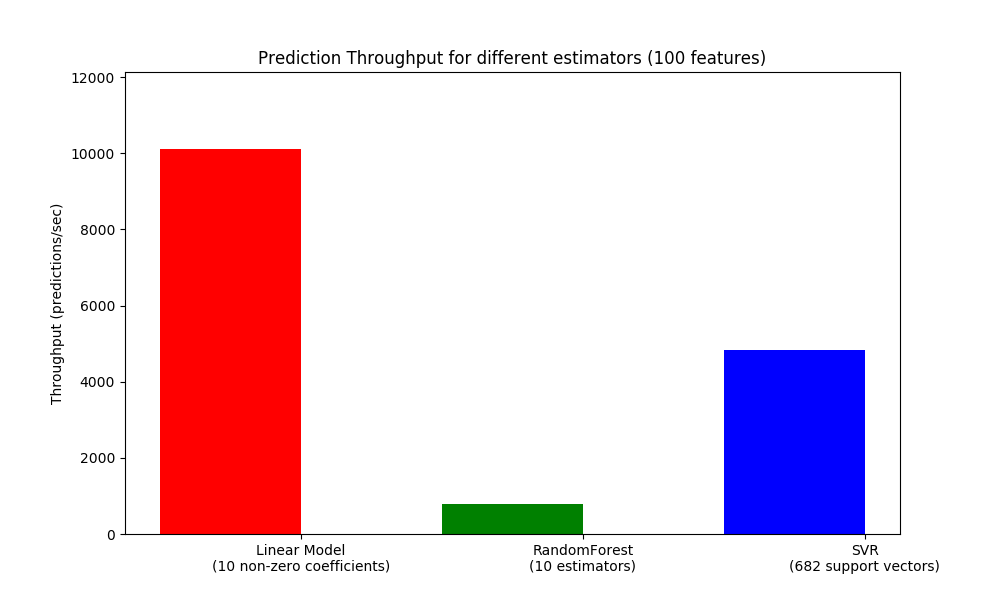 Prediction Throughput for different estimators (100 features)
12000
10000
8000
6000
4000
2000
0
Throughput (predictions/sec)
Linear Model
(10 non-zero coefficients)
RandomForest
(10 estimators)
SVR
(682 support vectors)